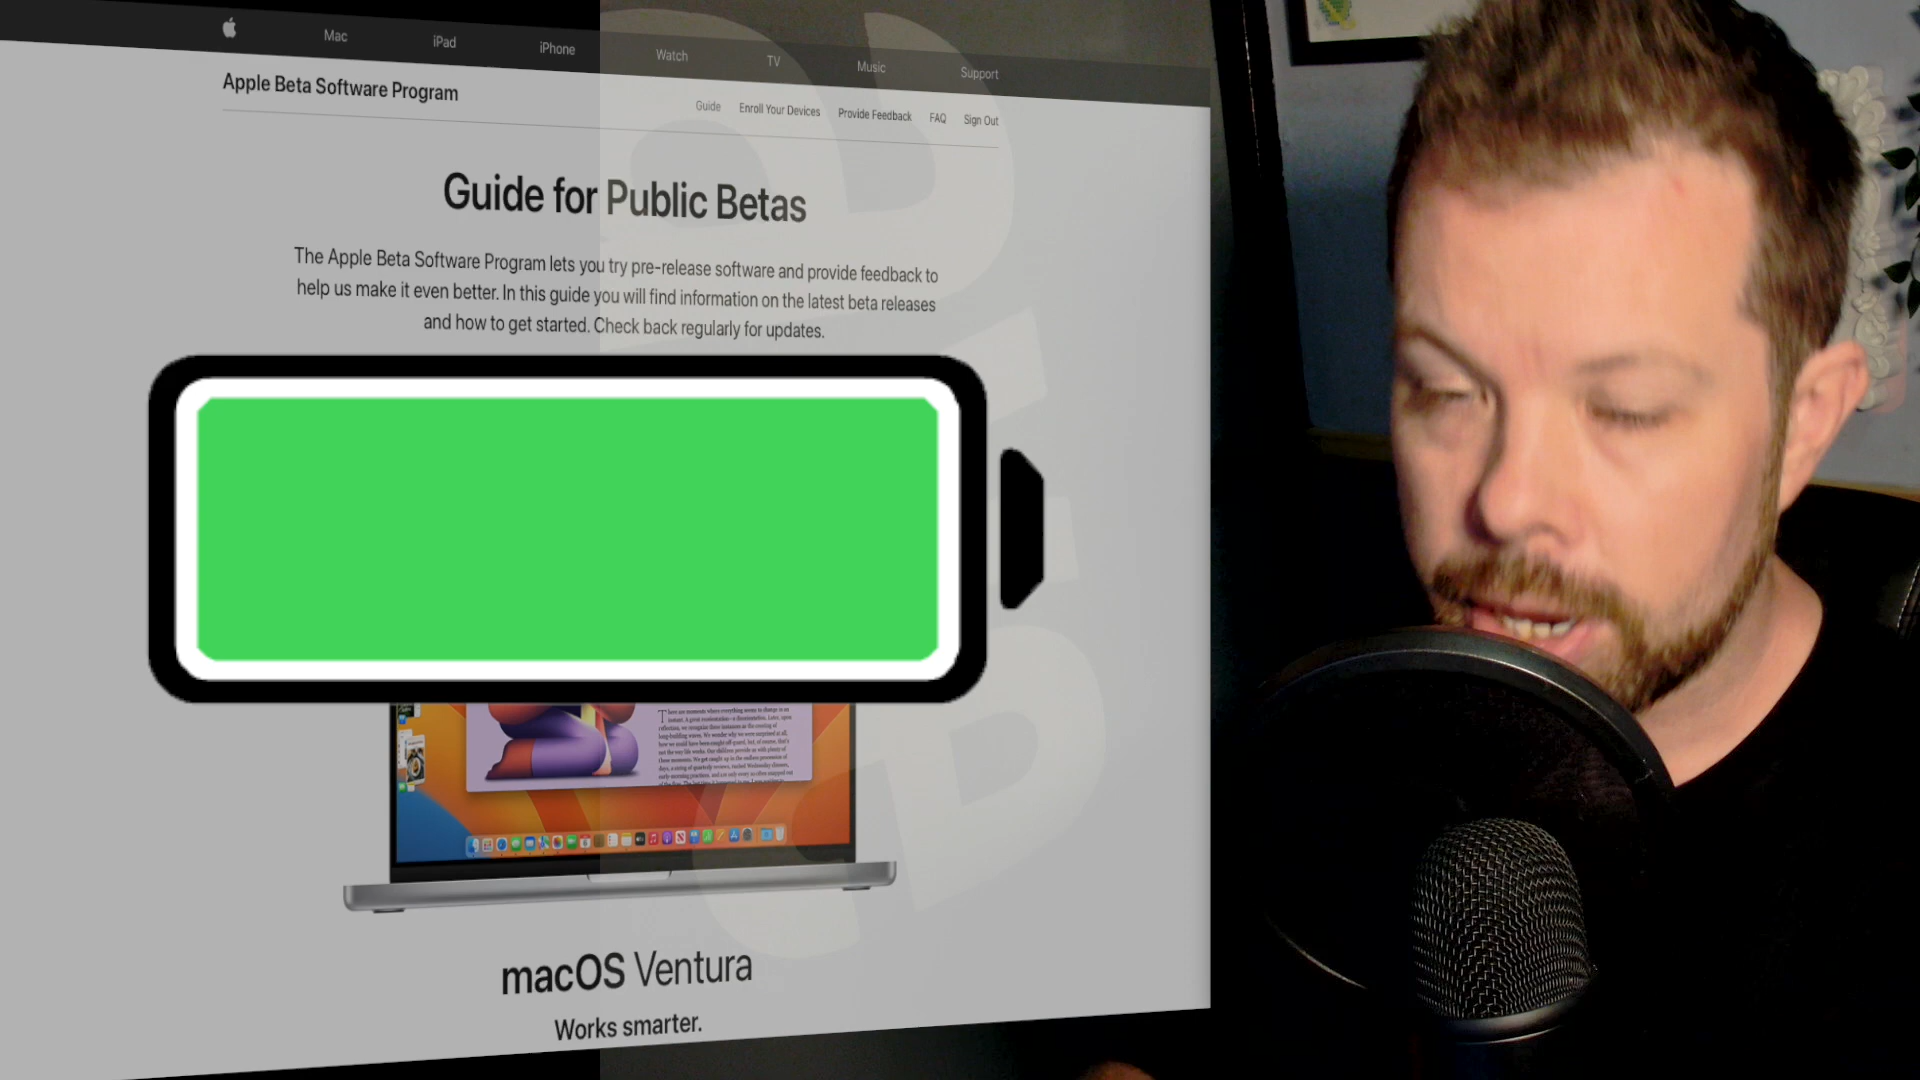 Mac iPad iPhone Watch TV Music Support
Apple Beta Software Program
Guide Enroll Your Devices Provide Feedback FAQ Sign Out
Guide for Public Betas
The Apple Beta Software Program lets you try pre-release software and provide feedback to
help us make it even better. In this guide you will find information on the latest beta releases
and how to get started. Check back regularly for updates.
macOS Ventura
Works smarter.